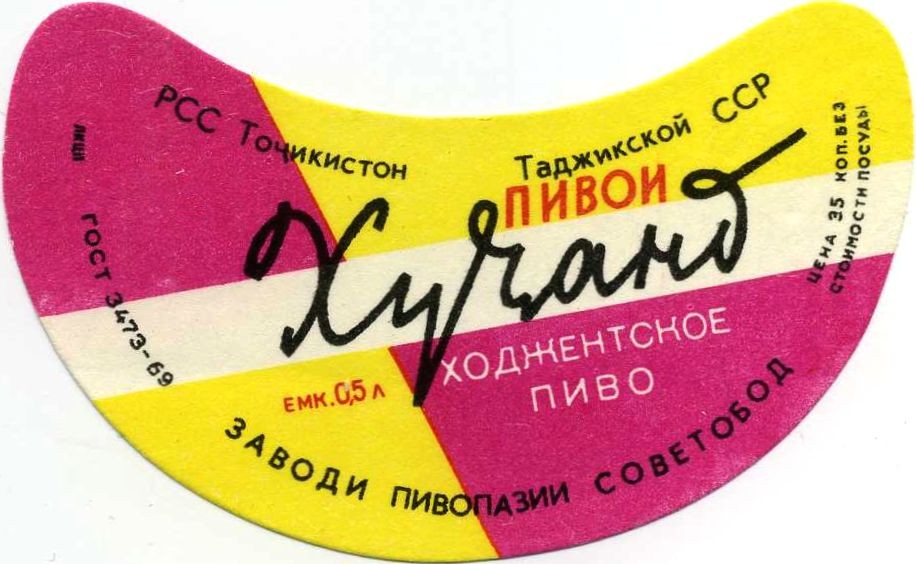 РСС Тоҷикистон
Таджикской ССР
ПИВОИ
Хуҷанд
ХОДЖЕНТСКОЕ
ПИВО
ЕМК. 0,5 л
ЗАВОДИ ПИВОПАЗИИ СОВЕТОБОД
ГОСТ 3473-69
ЦЕНА 35 КОП. БЕЗ
СТОИМОСТИ ПОСУДЫ